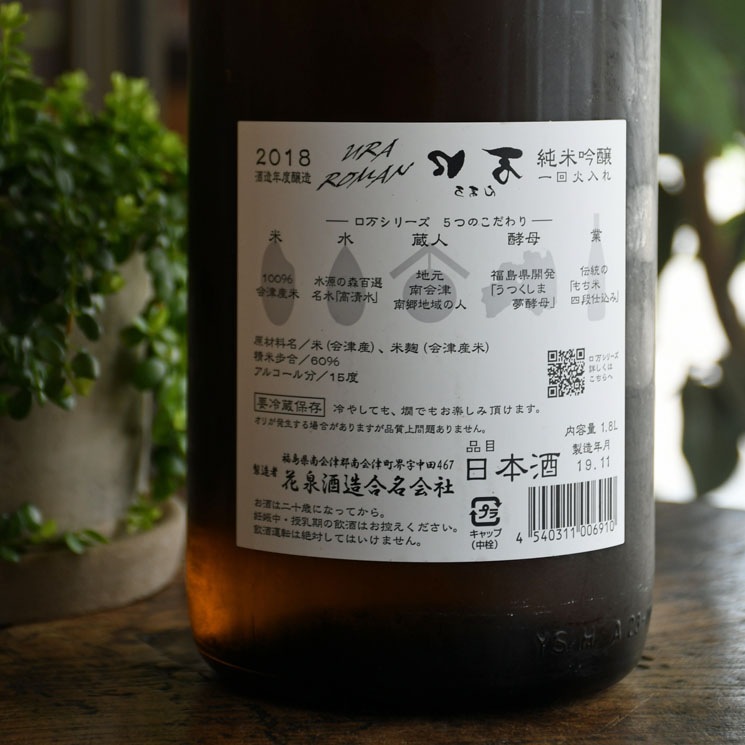 2018
酒造年度醸造
URA
ROMAN
ロ万
ろまん
純米吟醸
一回火入れ
ロ万シリーズ 5つのこだわり
米
100%
会津産米
水
水源の森百選
名水「高清水」
蔵人
地元
南会津
南郷地域の人
酵母
福島県開発
「うつくしま
夢酵母」
業
伝統の
「もち米
四段仕込み」
原材料名／米(会津産)、米麹(会津産米)
精米歩合／60%
アルコール分／15度
ロ万シリーズ
詳しくは
こちらへ
要冷蔵保存 冷やしても、燗でもお楽しみ頂けます。
オリが発生する場合がありますが品質上問題ありません。
製造者
福島県南会津郡南会津町界字中田467
花泉酒造合名会社
品目
日本酒
内容量 1.8L
製造年月
19.11
お酒は二十歳になってから。
妊娠中・授乳期の飲酒はお控えください。
飲酒運転は絶対してはいけません。
プラ
キャップ
(中栓)
4 540311 006910